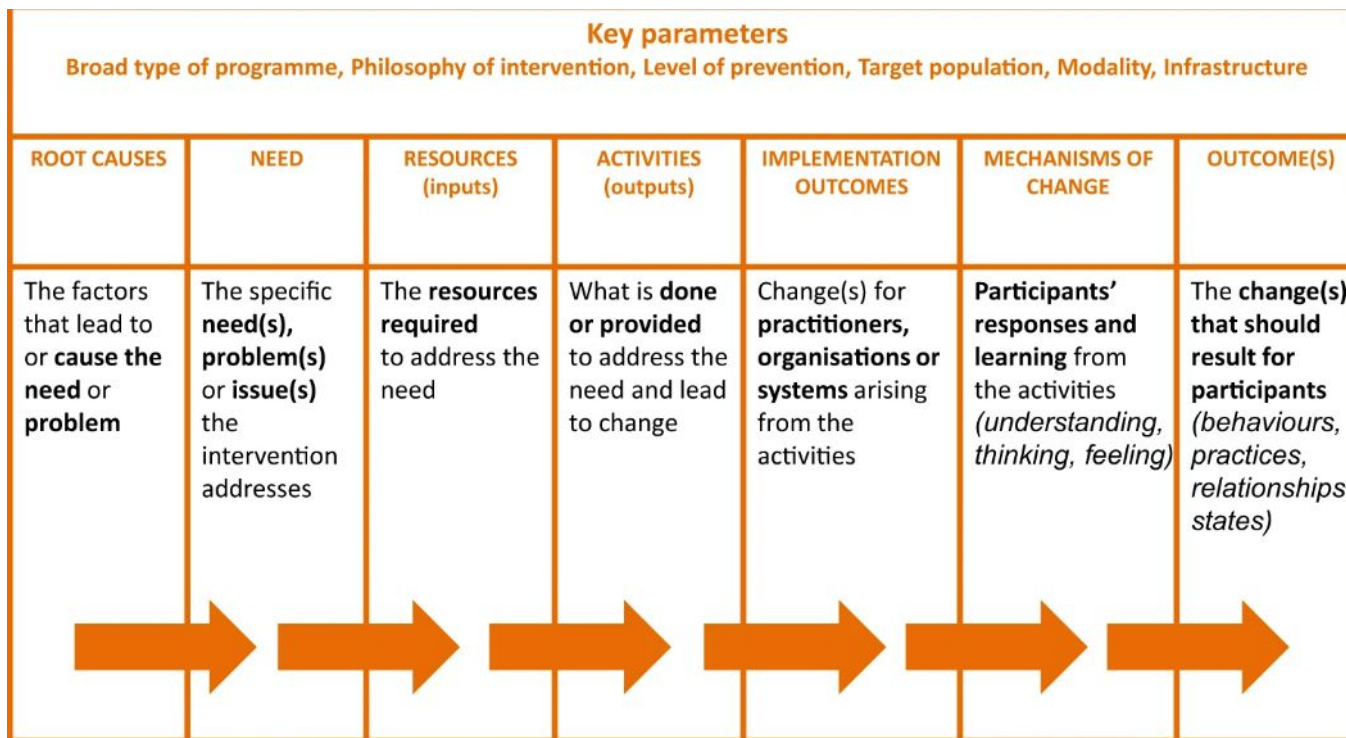 Key parameters
Broad type of programme, Philosophy of intervention, Level of prevention, Target population, Modality, Infrastructure
ROOT CAUSES
NEED
RESOURCES
(inputs)
ACTIVITIES
(outputs)
IMPLEMENTATION
OUTCOMES
MECHANISMS OF
CHANGE
OUTCOME(S)
The factors
that lead to
or cause the
need or
problem
The specific
need(s),
problem(s)
or issue(s)
the
intervention
addresses
The resources
required
to address the
need
What is done
or provided
to address the
need and lead
to change
Change(s) for
practitioners,
organisations or
systems arising
from the
activities
Participants’
responses and
learning from
the activities
(understanding,
thinking, feeling)
The change(s)
that should
result for
participants
(behaviours,
practices,
relationships
states)